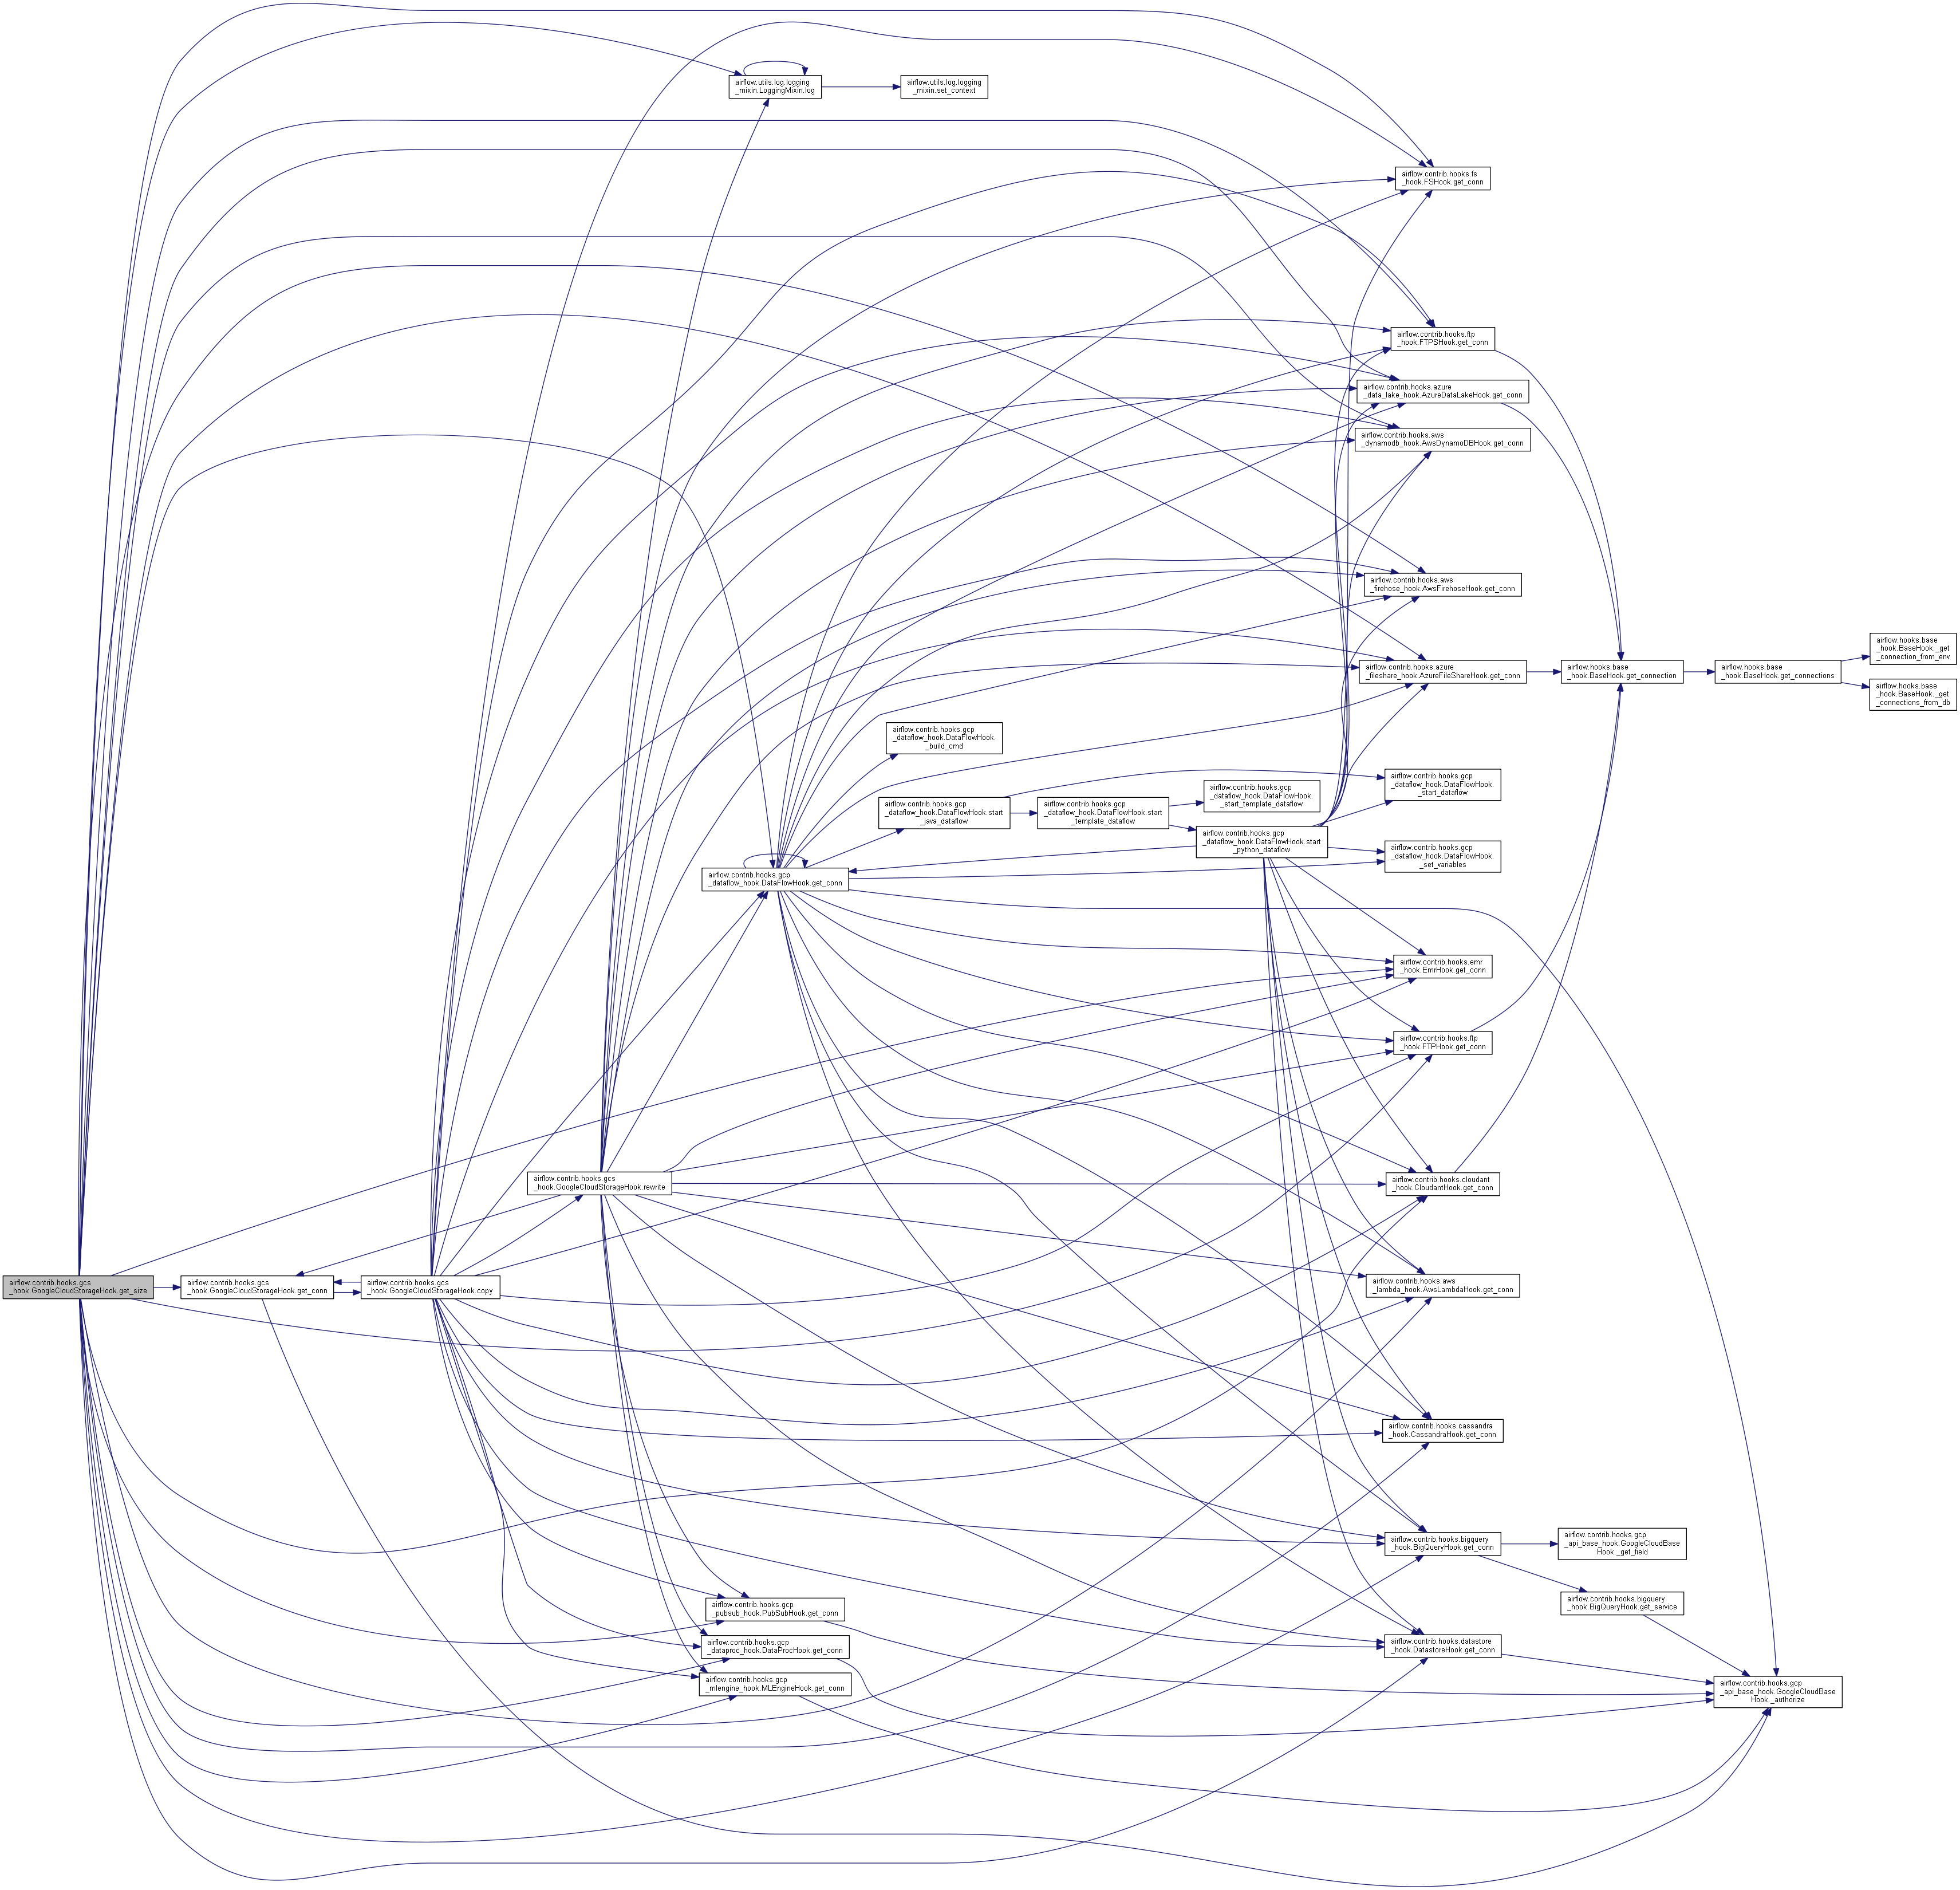 airflow.utils.log.logging
_mixin.LoggingMixin.log
airflow.utils.log.logging
_mixin.set_context
airflow.contrib.hooks.fs
_hook.FSHook.get_conn
airflow.contrib.hooks.ftp
_hook.FTPSHook.get_conn
airflow.contrib.hooks.azure
_data_lake_hook.AzureDataLakeHook.get_conn
airflow.contrib.hooks.aws
_dynamodb_hook.AwsDynamoDBHook.get_conn
airflow.contrib.hooks.aws
_firehose_hook.AwsFirehoseHook.get_conn
airflow.contrib.hooks.azure
_fileshare_hook.AzureFileShareHook.get_conn
airflow.hooks.base
_hook.BaseHook.get_connection
airflow.hooks.base
_hook.BaseHook.get_connections
airflow.hooks.base
_hook.BaseHook._get
_connection_from_env
airflow.hooks.base
_hook.BaseHook._get
_connections_from_db
airflow.contrib.hooks.gcp
_dataflow_hook.DataFlowHook.
_build_cmd
airflow.contrib.hooks.gcp
_dataflow_hook.DataFlowHook.start
_java_dataflow
airflow.contrib.hooks.gcp
_dataflow_hook.DataFlowHook.start
_template_dataflow
airflow.contrib.hooks.gcp
_dataflow_hook.DataFlowHook.
_start_template_dataflow
airflow.contrib.hooks.gcp
_dataflow_hook.DataFlowHook.start
_python_dataflow
airflow.contrib.hooks.gcp
_dataflow_hook.DataFlowHook.
_start_dataflow
airflow.contrib.hooks.gcp
_dataflow_hook.DataFlowHook.
_set_variables
airflow.contrib.hooks.gcp
_dataflow_hook.DataFlowHook.get_conn
airflow.contrib.hooks.emr
_hook.EmrHook.get_conn
airflow.contrib.hooks.ftp
_hook.FTPHook.get_conn
airflow.contrib.hooks.gcs
_hook.GoogleCloudStorageHook.rewrite
airflow.contrib.hooks.cloudant
_hook.CloudantHook.get_conn
airflow.contrib.hooks.gcs
_hook.GoogleCloudStorageHook.get_size
airflow.contrib.hooks.gcs
_hook.GoogleCloudStorageHook.get_conn
airflow.contrib.hooks.gcs
_hook.GoogleCloudStorageHook.copy
airflow.contrib.hooks.aws
_lambda_hook.AwsLambdaHook.get_conn
airflow.contrib.hooks.cassandra
_hook.CassandraHook.get_conn
airflow.contrib.hooks.bigquery
_hook.BigQueryHook.get_conn
airflow.contrib.hooks.gcp
_api_base_hook.GoogleCloudBase
Hook._get_field
airflow.contrib.hooks.bigquery
_hook.BigQueryHook.get_service
airflow.contrib.hooks.gcp
_pubsub_hook.PubSubHook.get_conn
airflow.contrib.hooks.gcp
_dataproc_hook.DataProcHook.get_conn
airflow.contrib.hooks.datastore
_hook.DatastoreHook.get_conn
airflow.contrib.hooks.gcp
_mlengine_hook.MLEngineHook.get_conn
airflow.contrib.hooks.gcp
_api_base_hook.GoogleCloudBase
Hook._authorize